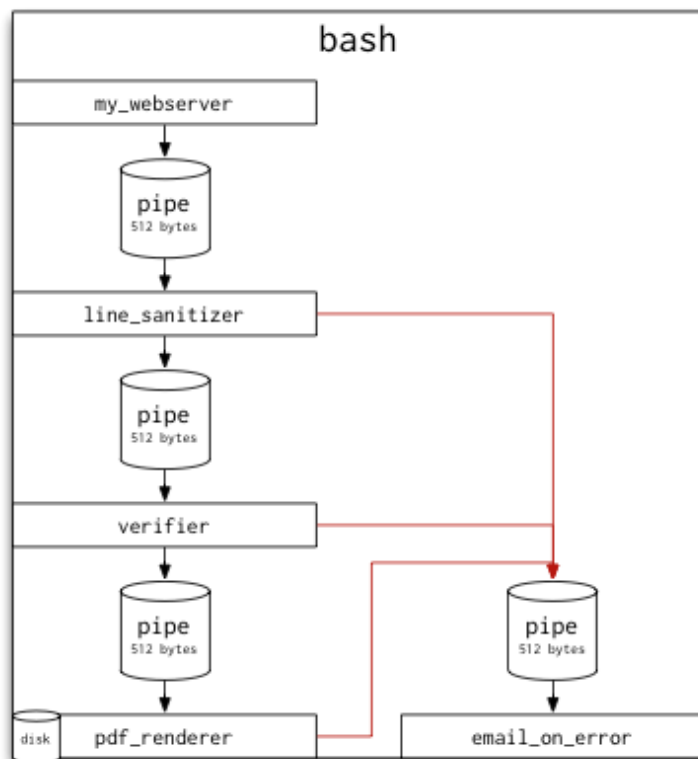 bash
my_webserver
pipe
512 bytes
line_sanitizer
pipe
512 bytes
verifier
pipe
512 bytes
pipe
512 bytes
disk
pdf_renderer
email_on_error